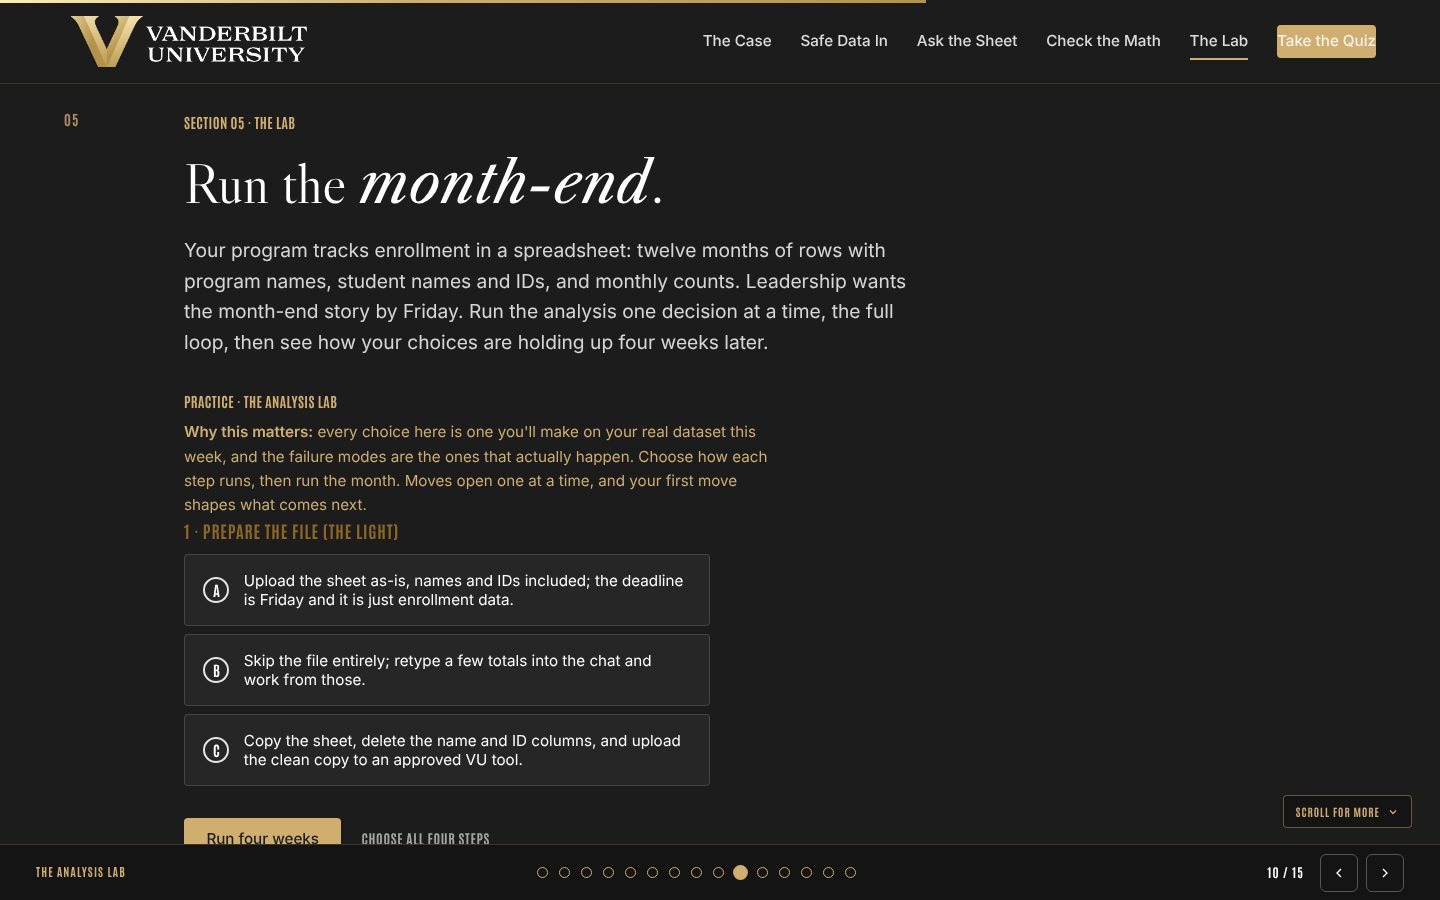 VANDERBILT
UNIVERSITY
The Case
Safe Data In
Ask the Sheet
Check the Math
The Lab
Take the Quiz
05
SECTION 05 · THE LAB
Run the month-end.
Your program tracks enrollment in a spreadsheet: twelve months of rows with
program names, student names and IDs, and monthly counts. Leadership wants
the month-end story by Friday. Run the analysis one decision at a time, the full
loop, then see how your choices are holding up four weeks later.
PRACTICE · THE ANALYSIS LAB
Why this matters: every choice here is one you'll make on your real dataset this
week, and the failure modes are the ones that actually happen. Choose how each
step runs, then run the month. Moves open one at a time, and your first move
shapes what comes next.
1 · PREPARE THE FILE (THE LIGHT)
A
Upload the sheet as-is, names and IDs included; the deadline
is Friday and it is just enrollment data.
B
Skip the file entirely; retype a few totals into the chat and
work from those.
C
Copy the sheet, delete the name and ID columns, and upload
the clean copy to an approved VU tool.
Run four weeks
CHOOSE ALL FOUR STEPS
SCROLL FOR MORE
THE ANALYSIS LAB
10 / 15